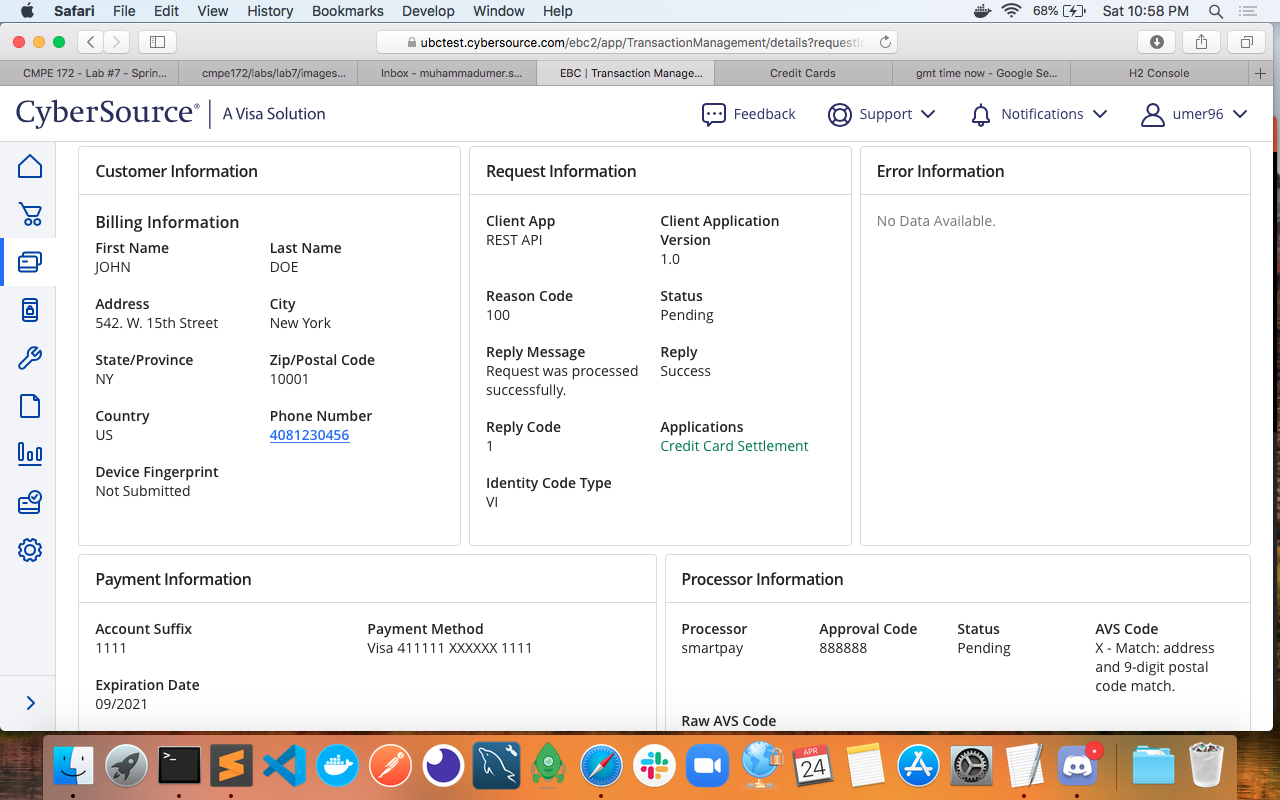 Safari File Edit View History Bookmarks Develop Window Help 68% Sat 10:58 PM
ubctest.cybersource.com/ebc2/app/TransactionManagement/details?requestI
CMPE 172 - Lab #7 - Sprin... cmpe172/labs/lab7/images... Inbox - muhammadumer.s... EBC | Transaction Manage... Credit Cards gmt time now - Google Se... H2 Console
CyberSource® A Visa Solution Feedback Support Notifications umer96
Customer Information
Billing Information
First Name Last Name
JOHN DOE
Address City
542. W. 15th Street New York
State/Province Zip/Postal Code
NY 10001
Country Phone Number
US 4081230456
Device Fingerprint
Not Submitted
Request Information
Client App Client Application
Version
REST API
1.0
Reason Code Status
100 Pending
Reply Message Reply
Request was processed Success
successfully.
Reply Code Applications
1 Credit Card Settlement
Identity Code Type
VI
Error Information
No Data Available.
Payment Information
Account Suffix Payment Method
1111 Visa 411111 XXXXXX 1111
Expiration Date
09/2021
Processor Information
Processor Approval Code Status AVS Code
smartpay 888888 Pending X - Match: address
and 9-digit postal
code match.
Raw AVS Code
APR
24